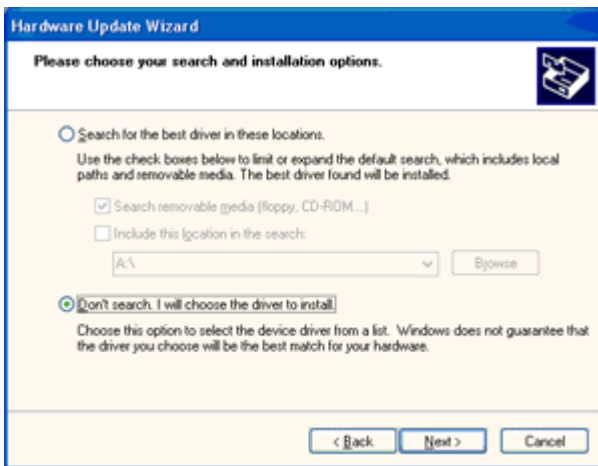 Hardware Update Wizard
Please choose your search and installation options.
Search for the best driver in these locations.
Use the check boxes below to limit or expand the default search, which includes local
paths and removable media. The best driver found will be installed.
Search removable media (floppy, CD-ROM...)
Include this location in the search:
A:\
Browse
Don't search. I will choose the driver to install.
Choose this option to select the device driver from a list. Windows does not guarantee that
the driver you choose will be the best match for your hardware.
< Back Next > Cancel